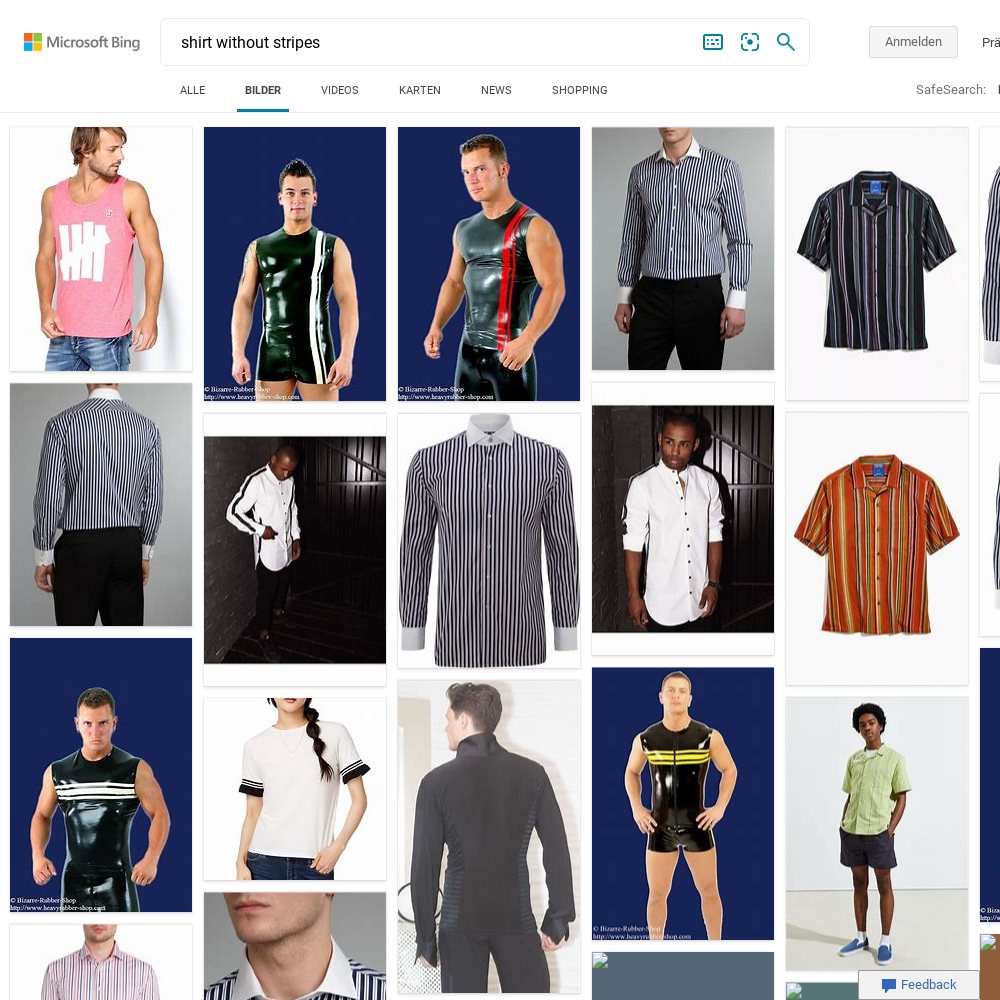 Microsoft Bing
shirt without stripes
Anmelden
Prä
ALLE
BILDER
VIDEOS
KARTEN
NEWS
SHOPPING
SafeSearch:
© Bizarre-Rubber-Shop
http://www.heavyrubber-shop.com
© Bizarre-Rubber-Shop
http://www.heavyrubber-shop.com
© Bizarre-Rubber-Shop
http://www.heavyrubber-shop.com
© Bizarre-Rubber-Shop
http://www.heavyrubber-shop.com
Feedback